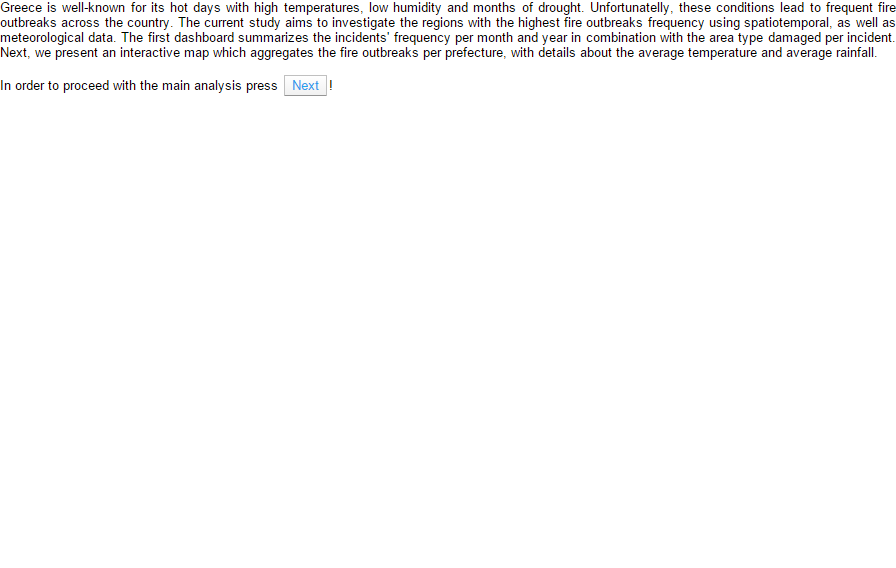 Greece is well-known for its hot days with high temperatures, low humidity and months of drought. Unfortunatelly, these conditions lead to frequent fire
outbreaks across the country. The current study aims to investigate the regions with the highest fire outbreaks frequency using spatiotemporal, as well as
meteorological data. The first dashboard summarizes the incidents' frequency per month and year in combination with the area type damaged per incident.
Next, we present an interactive map which aggregates the fire outbreaks per prefecture, with details about the average temperature and average rainfall.
In order to proceed with the main analysis press Next !